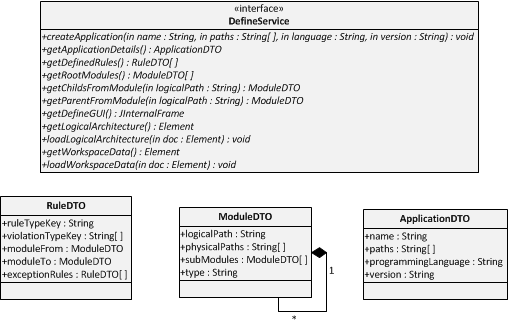 «interface»
DefineService
+createApplication(in name : String, in paths : String[ ], in language : String, in version : String) : void
+getApplicationDetails() : ApplicationDTO
+getDefinedRules() : RuleDTO[ ]
+getRootModules() : ModuleDTO[ ]
+getChildsFromModule(in logicalPath : String) : ModuleDTO
+getParentFromModule(in logicalPath : String) : ModuleDTO
+getDefineGUI() : JInternalFrame
+getLogicalArchitecture() : Element
+loadLogicalArchitecture(in doc : Element) : void
+getWorkspaceData() : Element
+loadWorkspaceData(in doc : Element) : void
RuleDTO
+ruleTypeKey : String
+violationTypeKey : String[ ]
+moduleFrom : ModuleDTO
+moduleTo : ModuleDTO
+exceptionRules : RuleDTO[ ]
ModuleDTO
+logicalPath : String
+physicalPaths : String[ ]
+subModules : ModuleDTO[ ]
+type : String
1
*
ApplicationDTO
+name : String
+paths : String[ ]
+programmingLanguage : String
+version : String